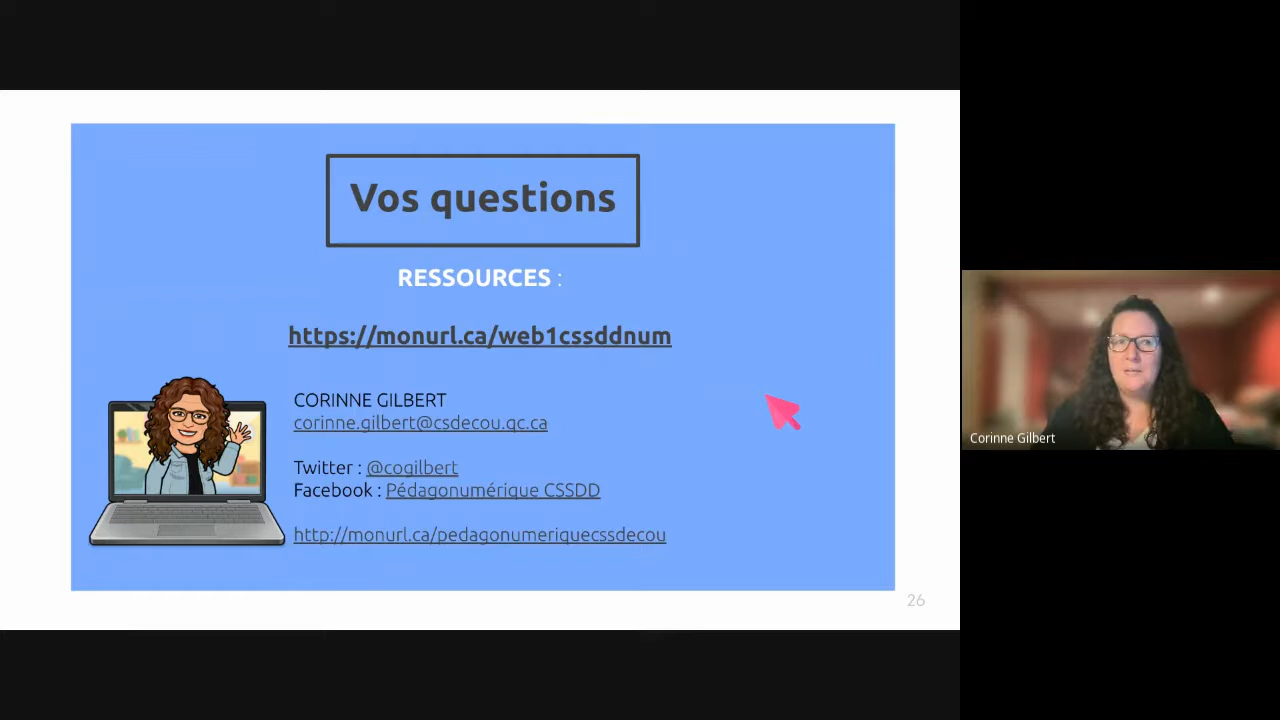 Vos questions
RESSOURCES :
https://monurl.ca/web1cssddnum
CORINNE GILBERT
corinne.gilbert@csdecou.qc.ca
Twitter : @cogilbert
Facebook : Pédagonumérique CSSDD
http://monurl.ca/pedagonumeriquecssdecou
26
Corinne Gilbert